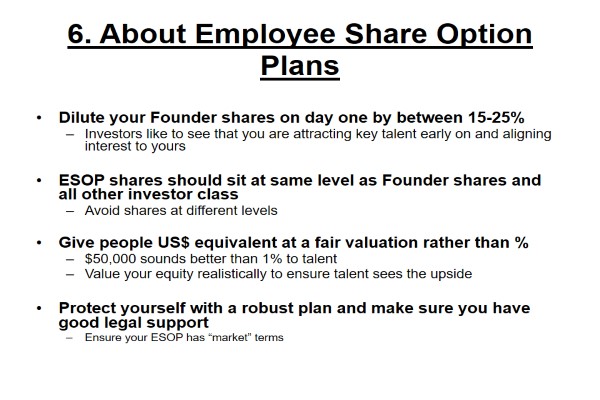 6. About Employee Share Option
Plans
• Dilute your Founder shares on day one by between 15-25%
– Investors like to see that you are attracting key talent early on and aligning
interest to yours
• ESOP shares should sit at same level as Founder shares and
all other investor class
– Avoid shares at different levels
• Give people US$ equivalent at a fair valuation rather than %
– $50,000 sounds better than 1% to talent
– Value your equity realistically to ensure talent sees the upside
• Protect yourself with a robust plan and make sure you have
good legal support
– Ensure your ESOP has “market” terms